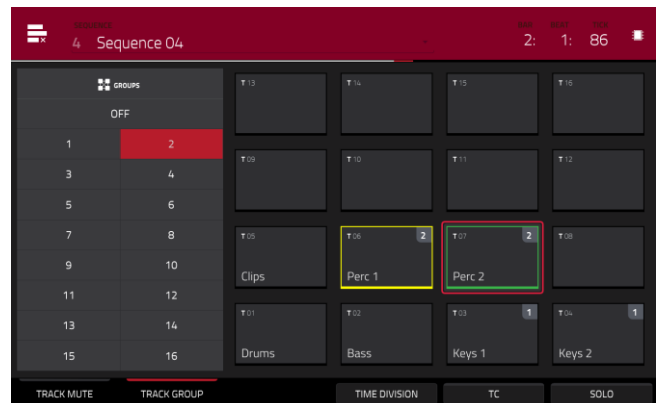 SEQUENCE
4 Sequence 04
BAR BEAT TICK
2: 1: 86
GROUPS
OFF
1 2
3 4
5 6
7 8
9 10
11 12
13 14
15 16
T 13 T 14 T 15 T 16
T 09 T 10 T 11 T 12
T 05 T 06 2 T 07 2 T 08
Clips Perc 1 Perc 2
T 01 T 02 T 03 1 T 04 1
Drums Bass Keys 1 Keys 2
TRACK MUTE TRACK GROUP TIME DIVISION TC SOLO